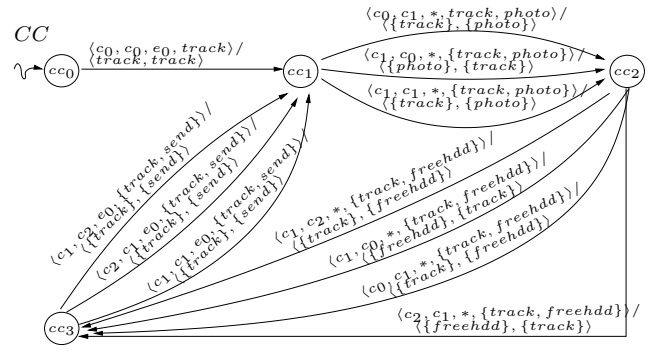 CC
cc0
⟨c0, c0, e0, track⟩/
⟨track, track⟩
cc1
⟨c0, c1, *, track, photo⟩/
⟨{track}, {photo}⟩
⟨c1, c0, *, {track, photo}⟩/
⟨{photo}, {track}⟩
⟨c1, c1, *, {track, photo}⟩/
⟨{track}, {photo}⟩
cc2
⟨c1, c2, e0, {track, send}⟩/
⟨{track}, {send}⟩
⟨c2, c1, e0, {track, send}⟩/
⟨{track}, {send}⟩
⟨c1, c1, e0, {track, send}⟩/
⟨{track}, {send}⟩
⟨c1, c2, *, {track, freehdd}⟩/
⟨{track}, {freehdd}⟩
⟨c1, c0, *, {track, freehdd}⟩/
⟨{freehdd}, {track}⟩
⟨c0, c1, *, {track, freehdd}⟩/
⟨{track}, {freehdd}⟩
⟨c2, c1, *, {track, freehdd}⟩/
⟨{freehdd}, {track}⟩
cc3